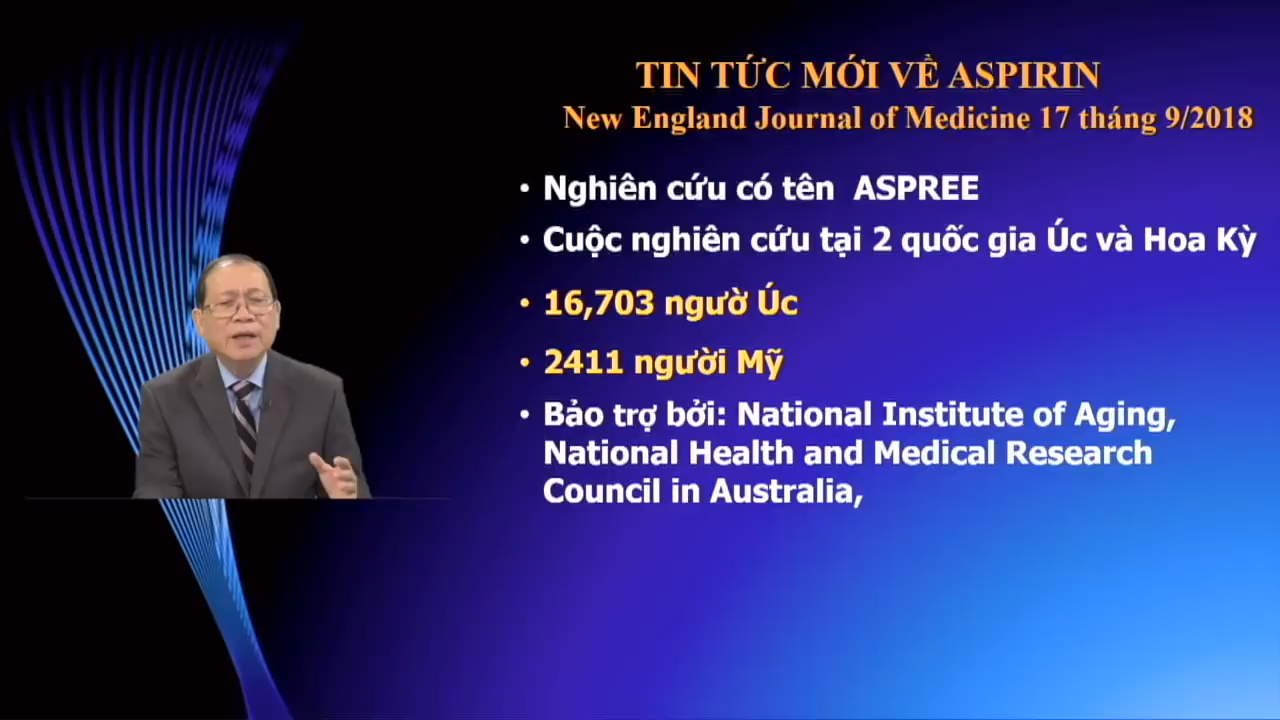 TIN TỨC MỚI VỀ ASPIRIN
New England Journal of Medicine 17 tháng 9/2018
• Nghiên cứu có tên ASPREE
• Cuộc nghiên cứu tại 2 quốc gia Úc và Hoa Kỳ
• 16,703 ngườ Úc
• 2411 người Mỹ
• Bảo trợ bởi: National Institute of Aging,
National Health and Medical Research
Council in Australia,